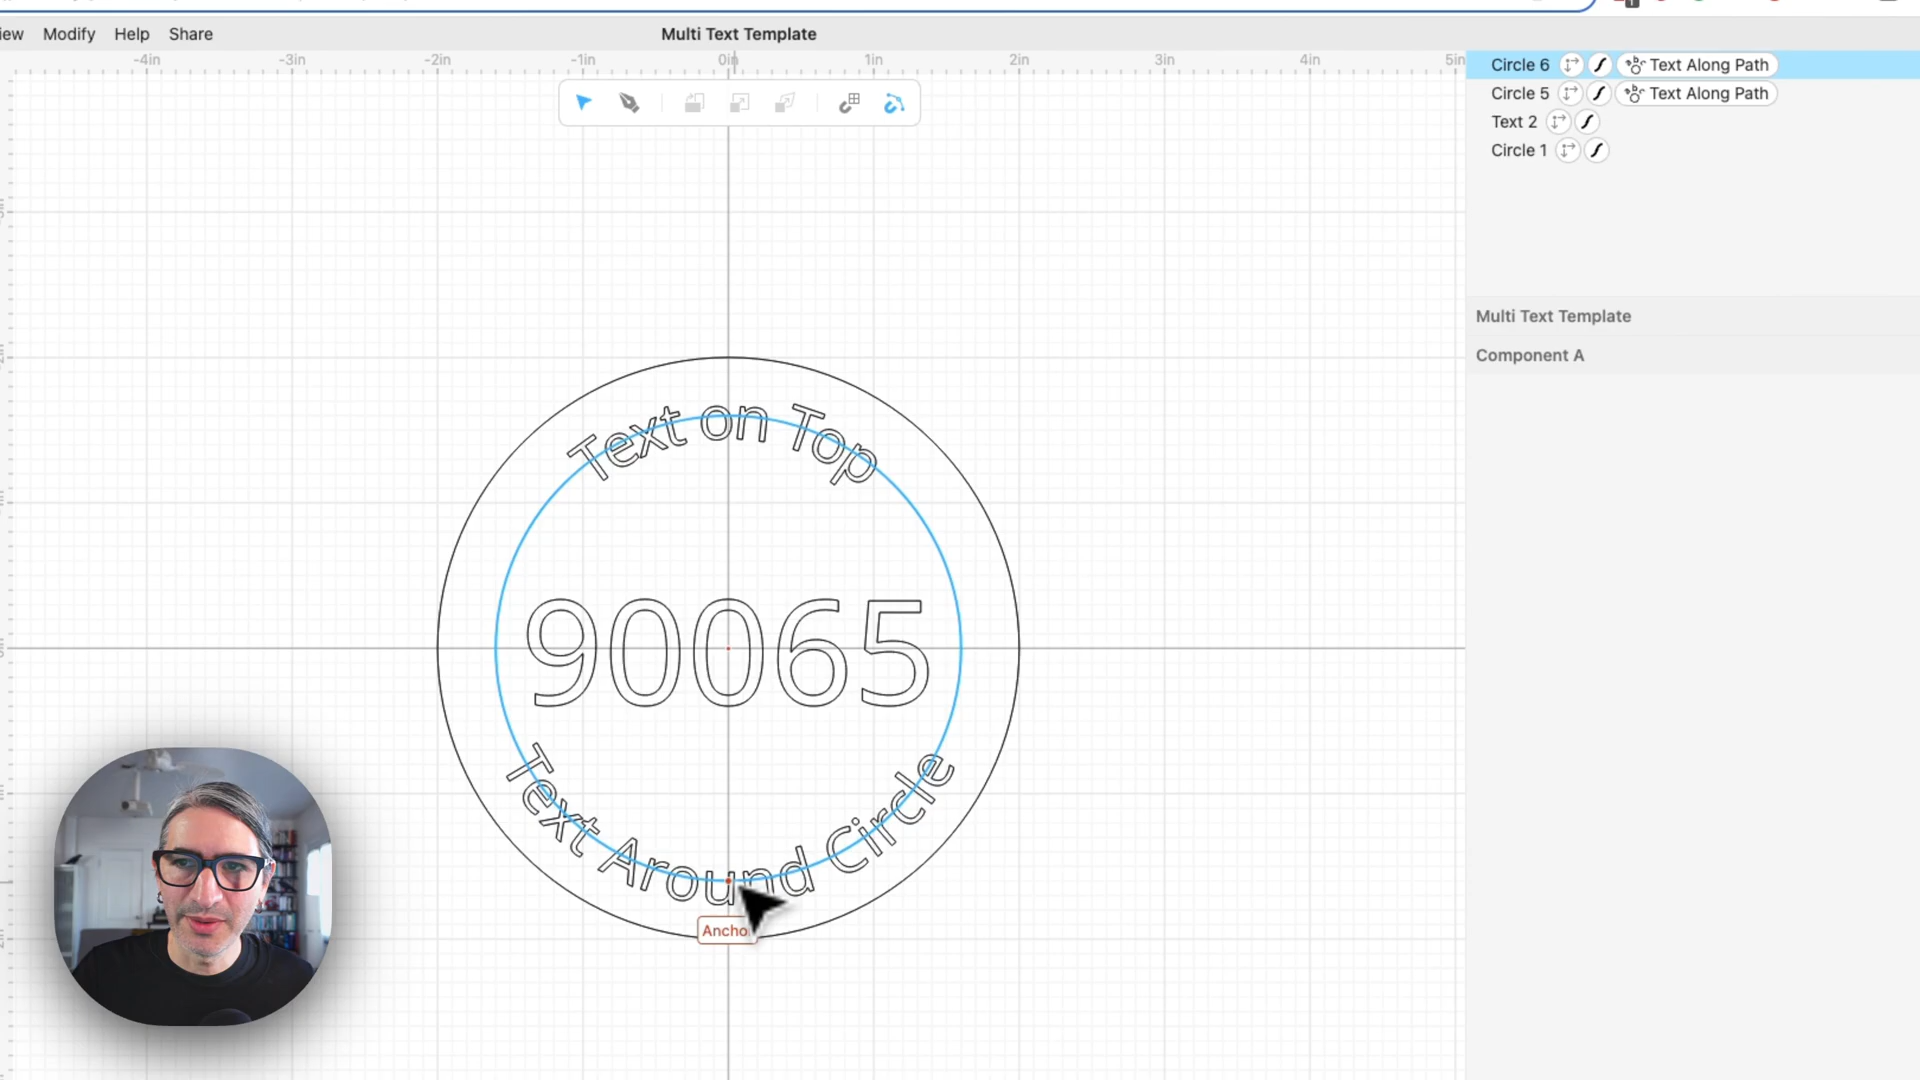 iew Modify Help Share Multi Text Template
-4in -3in -2in -1in 0in 1in 2in 3in 4in 5in
Circle 6 Text Along Path
Circle 5 Text Along Path
Text 2
Circle 1
Multi Text Template
Component A
Text on Top
90065
Text Around Circle
Ancho